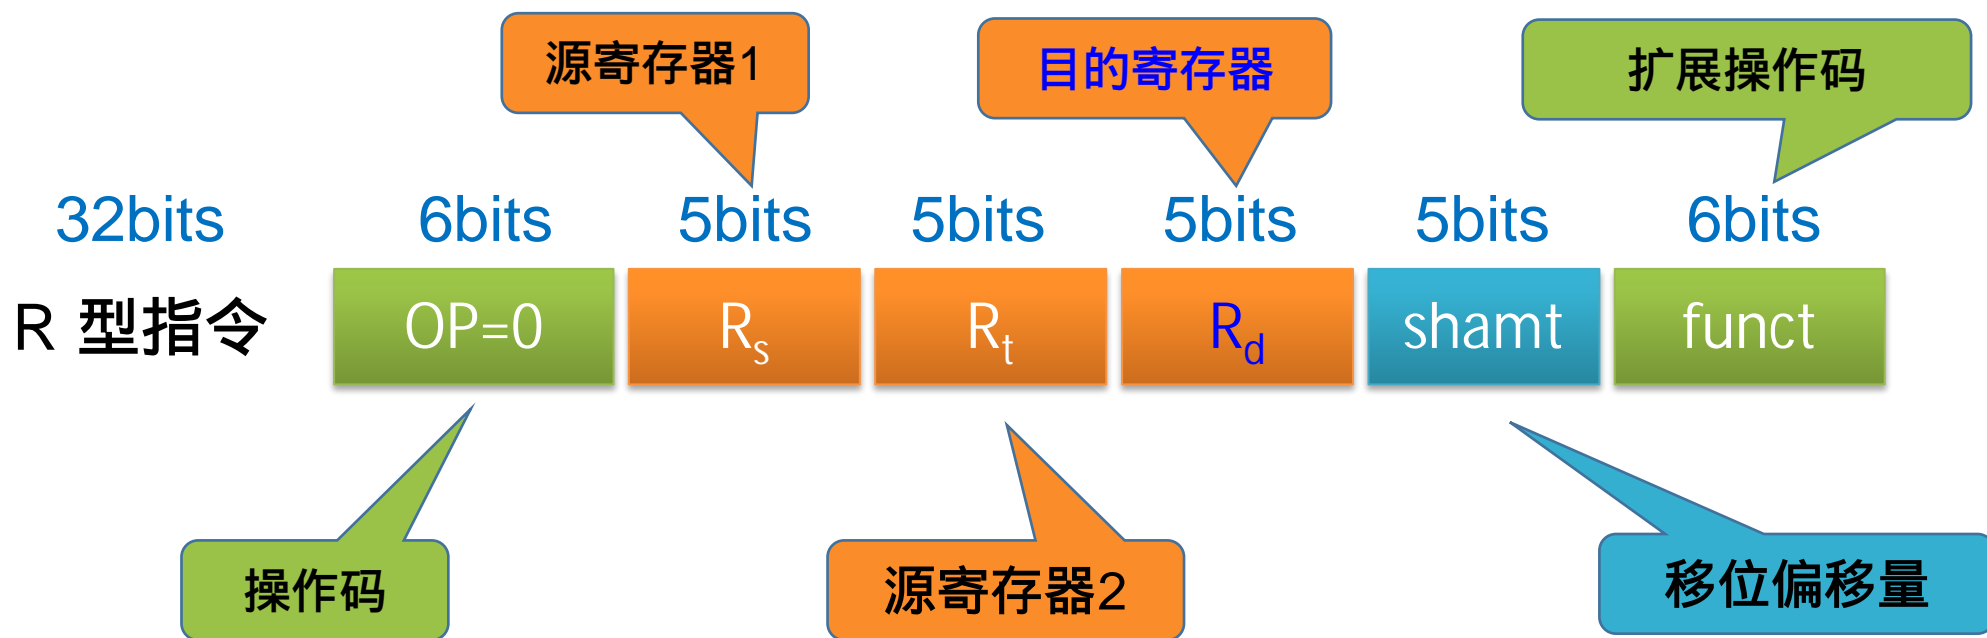 源寄存器1
目的寄存器
扩展操作码
32bits 6bits 5bits 5bits 5bits 5bits 6bits
R 型指令 OP=0 Rs Rt Rd shamt funct
操作码
源寄存器2
移位偏移量